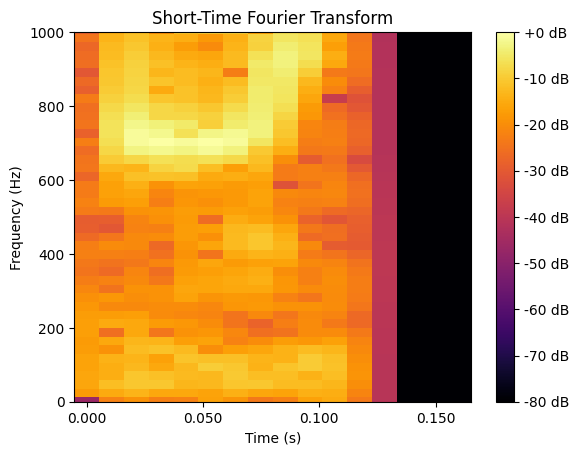 Short-Time Fourier Transform
1000
800
600
400
200
0
Frequency (Hz)
0.000
0.050
0.100
0.150
Time (s)
+0 dB
-10 dB
-20 dB
-30 dB
-40 dB
-50 dB
-60 dB
-70 dB
-80 dB